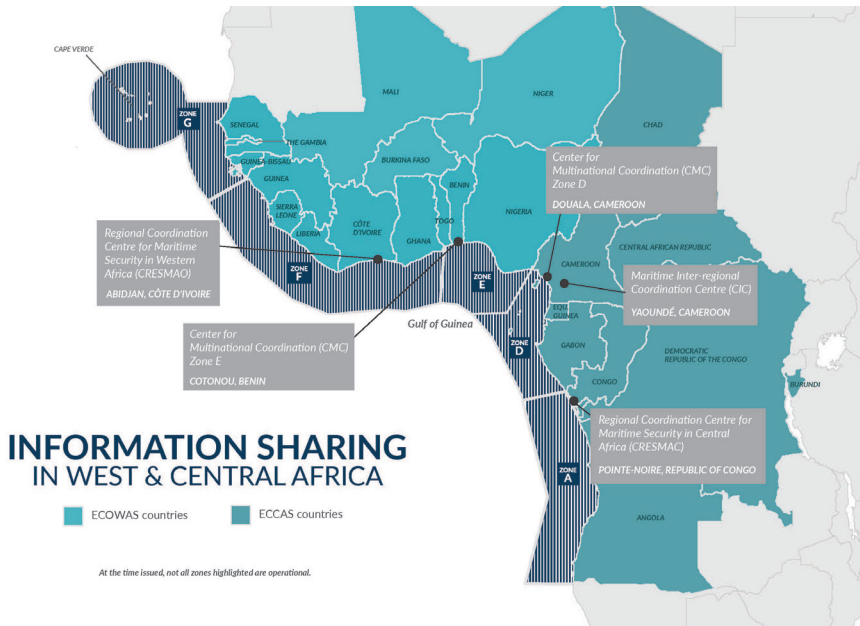 CAPE VERDE
ZONE
G
MALI
NIGER
CHAD
SENEGAL
THE GAMBIA
GUINEA-BISSAU
GUINEA
BURKINA FASO
BENIN
SIERRA
LEONE
LIBERIA
CÔTE
D'IVOIRE
GHANA
TOGO
NIGERIA
Center for
Multinational Coordination (CMC)
Zone D
DOUALA, CAMEROON
Regional Coordination
Centre for Maritime
Security in Western
Africa (CRESMAO)
ABIDJAN, CÔTE D'IVOIRE
ZONE
F
ZONE
E
CAMEROON
CENTRAL AFRICAN REPUBLIC
Maritime Inter-regional
Coordination Centre (CIC)
YAOUNDÉ, CAMEROON
Gulf of Guinea
EQU.
GUINEA
Center for
Multinational Coordination (CMC)
Zone E
COTONOU, BENIN
ZONE
D
GABON
CONGO
DEMOCRATIC
REPUBLIC OF THE CONGO
BURUNDI
Regional Coordination Centre for
Maritime Security in Central
Africa (CRESMAC)
POINTE-NOIRE, REPUBLIC OF CONGO
ZONE
A
ANGOLA
INFORMATION SHARING
IN WEST & CENTRAL AFRICA
ECOWAS countries
ECCAS countries
At the time issued, not all zones highlighted are operational.